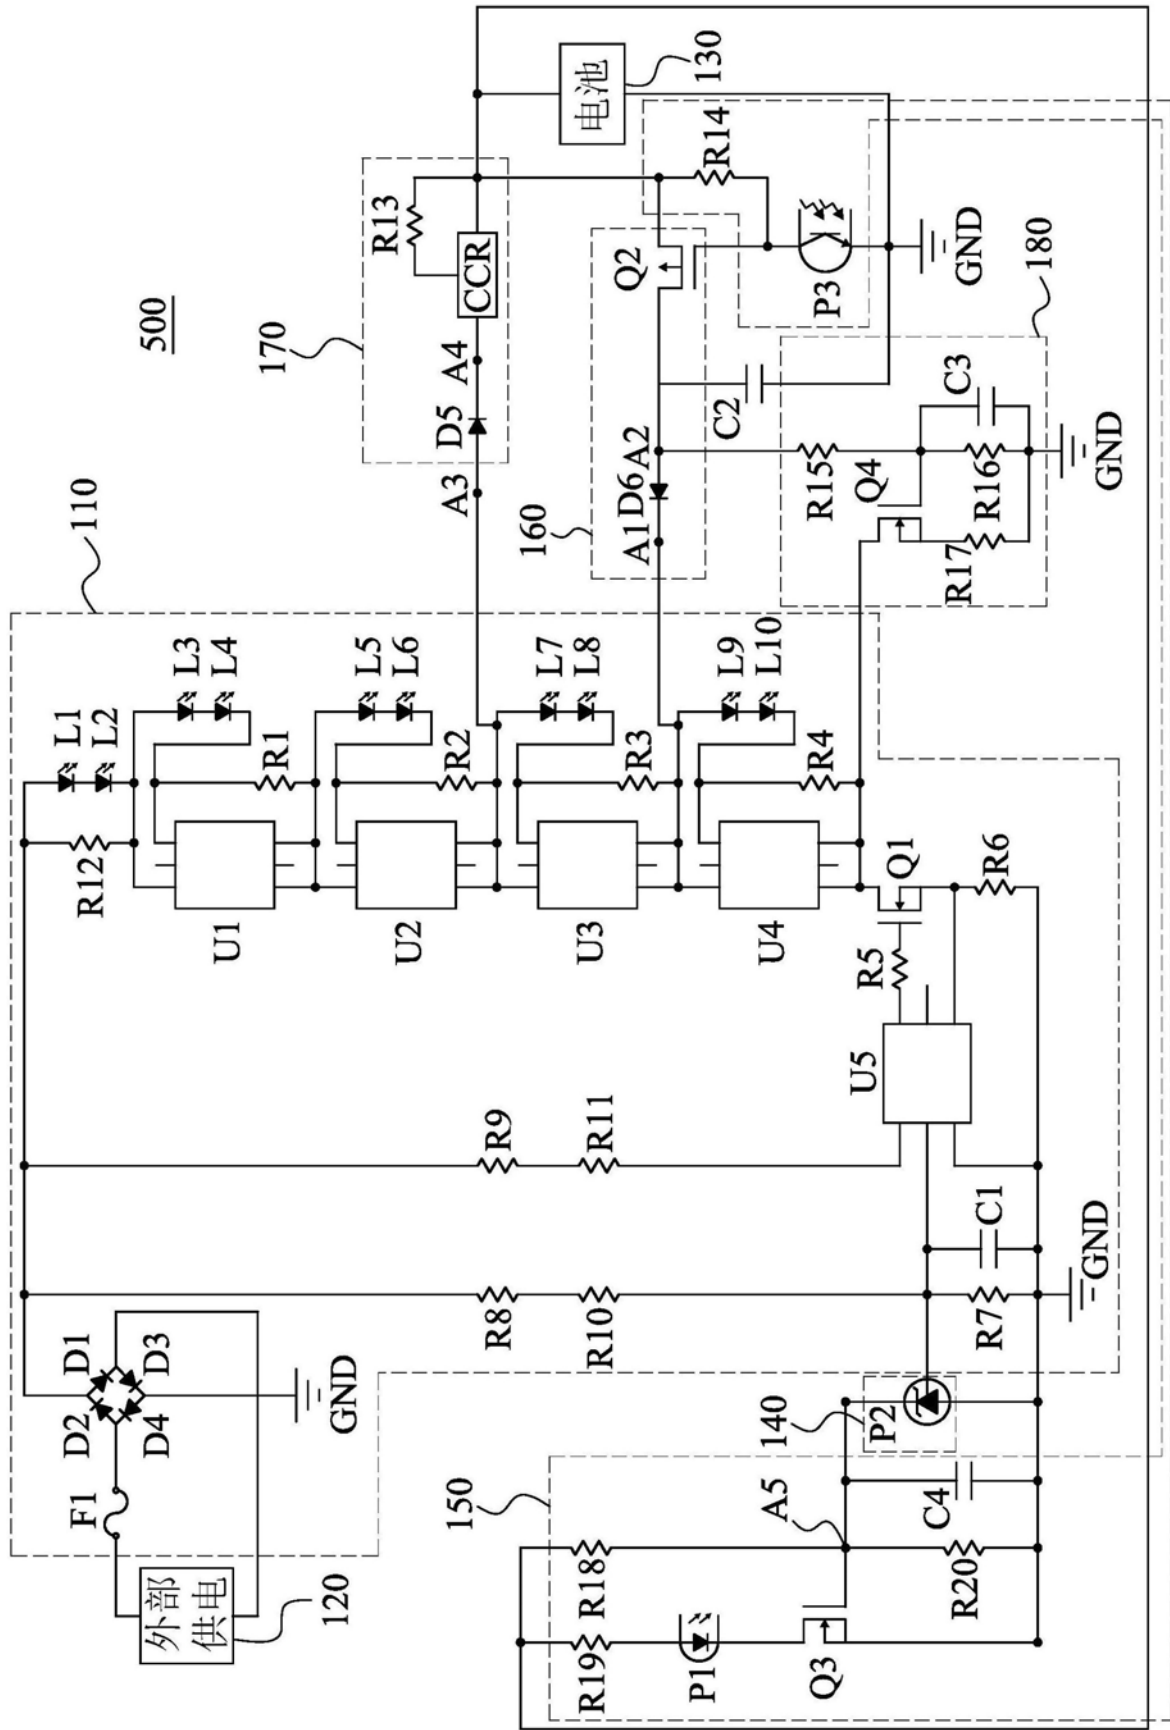 500
110
120
外部
供电
F1
D1
D2
D3
D4
GND
R8
R10
R9
R11
R12
L1
L2
L3
L4
L5
L6
L7
L8
L9
L10
R1
R2
R3
R4
U1
U2
U3
U4
U5
R5
Q1
R6
R7
C1
GND
140
P2
150
A5
R18
R19
P1
Q3
R20
C4
170
A3
D5
A4
CCR
R13
130
电池
160
A1
D6
A2
Q2
R14
P3
C2
GND
180
R15
Q4
R16
R17
C3
GND